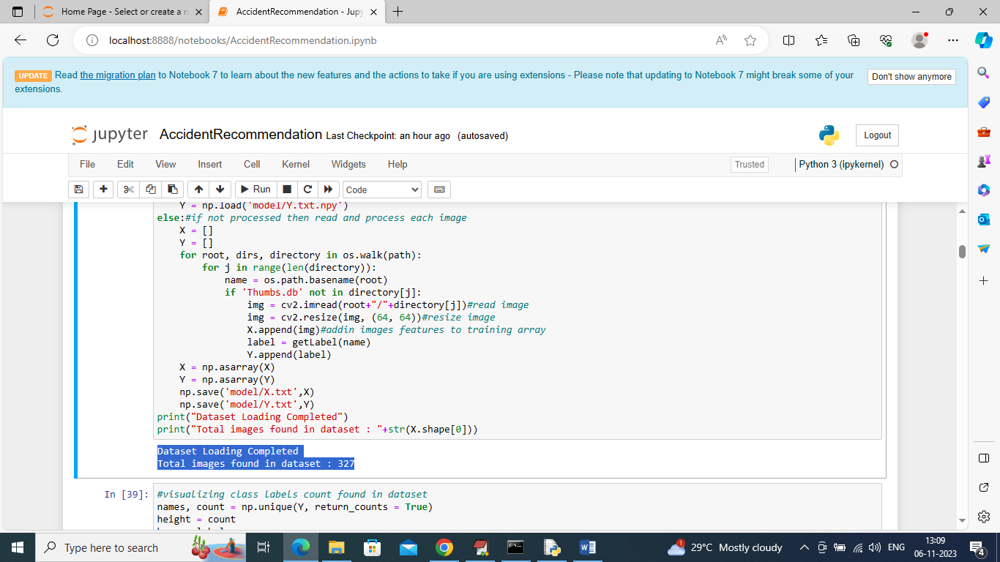 Home Page - Select or create a n
AccidentRecommendation - Jupy
localhost:8888/notebooks/AccidentRecommendation.ipynb
UPDATE Read the migration plan to Notebook 7 to learn about the new features and the actions to take if you are using extensions - Please note that updating to Notebook 7 might break some of your
extensions.
Don't show anymore
jupyter AccidentRecommendation Last Checkpoint: an hour ago (autosaved)
Logout
File Edit View Insert Cell Kernel Widgets Help
Trusted
Python 3 (ipykernel)
Run
Code
Y = np.load('model/Y.txt.npy')
else:#if not processed then read and process each image
X = []
Y = []
for root, dirs, directory in os.walk(path):
for j in range(len(directory)):
name = os.path.basename(root)
if 'Thumbs.db' not in directory[j]:
img = cv2.imread(root+"/"+directory[j])#read image
img = cv2.resize(img, (64, 64))#resize image
X.append(img)#addin images features to training array
label = getLabel(name)
Y.append(label)
X = np.asarray(X)
Y = np.asarray(Y)
np.save('model/X.txt',X)
np.save('model/Y.txt',Y)
print("Dataset Loading Completed")
print("Total images found in dataset : "+str(X.shape[0]))
Dataset Loading Completed
Total images found in dataset : 327
In [39]:
#visualizing class labels count found in dataset
names, count = np.unique(Y, return_counts = True)
height = count
Type here to search
1
29°C Mostly cloudy
ENG
13:09
06-11-2023
4